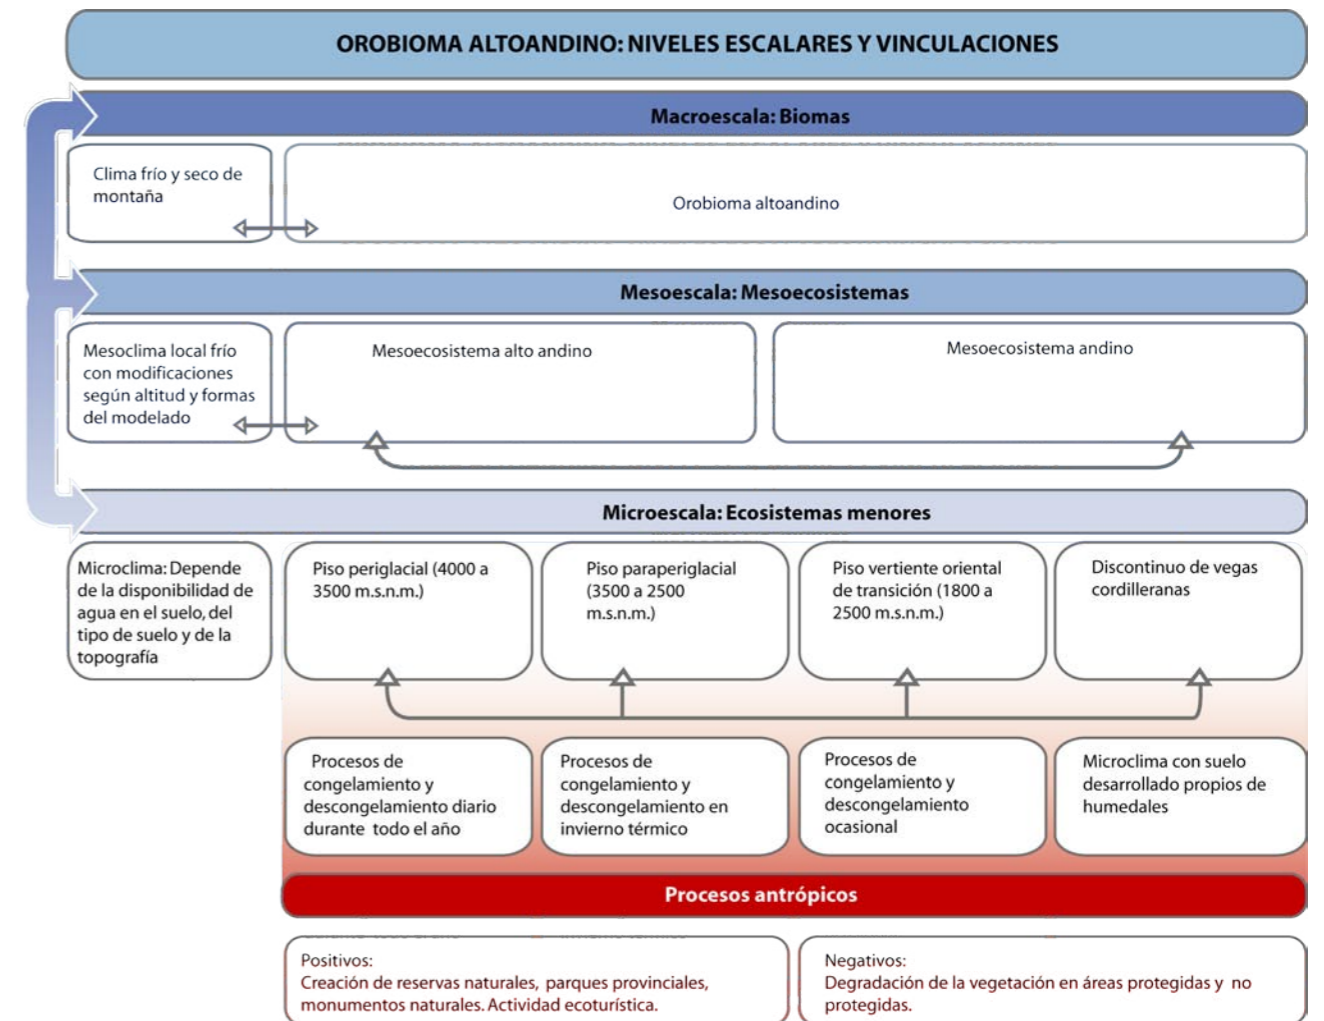 OROBIOMA ALTOANDINO: NIVELES ESCALARES Y VINCULACIONES
Macroescala: Biomas
Clima frío y seco de
montaña
Orobioma altoandino
Mesoescala: Mesoecosistemas
Mesoclima local frío
con modificaciones
según altitud y formas
del modelado
Mesoecosistema alto andino
Mesoecosistema andino
Microescala: Ecosistemas menores
Microclima: Depende
de la disponibilidad de
agua en el suelo, del
tipo de suelo y de la
topografía
Piso periglacial (4000 a
3500 m.s.n.m.)
Piso paraperiglacial
(3500 a 2500
m.s.n.m.)
Piso vertiente oriental
de transición (1800 a
2500 m.s.n.m.)
Discontinuo de vegas
cordilleranas
Procesos de
congelamiento y
descongelamiento diario
durante todo el año
Procesos de
congelamiento y
descongelamiento en
invierno térmico
Procesos de
congelamiento y
descongelamiento
ocasional
Microclima con suelo
desarrollado propios de
humedales
Procesos antrópicos
Positivos:
Creación de reservas naturales, parques provinciales,
monumentos naturales. Actividad ecoturística.
Negativos:
Degradación de la vegetación en áreas protegidas y no
protegidas.